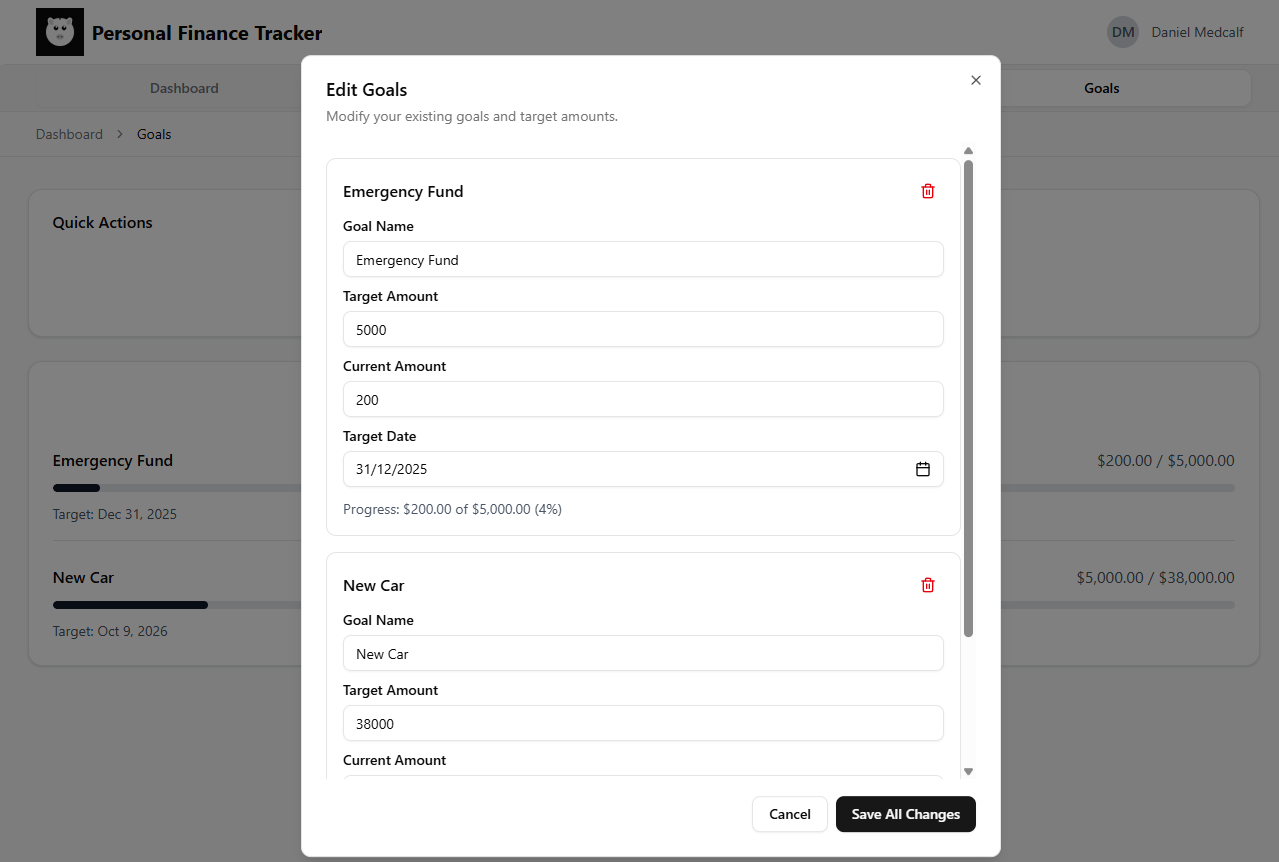 Personal Finance Tracker
DM Daniel Medcalf
Dashboard
Goals
Dashboard > Goals
Quick Actions
Emergency Fund
$200.00 / $5,000.00
Target: Dec 31, 2025
New Car
$5,000.00 / $38,000.00
Target: Oct 9, 2026
Edit Goals
Modify your existing goals and target amounts.
Emergency Fund
Goal Name
Emergency Fund
Target Amount
5000
Current Amount
200
Target Date
31/12/2025
Progress: $200.00 of $5,000.00 (4%)
New Car
Goal Name
New Car
Target Amount
38000
Current Amount
Cancel
Save All Changes